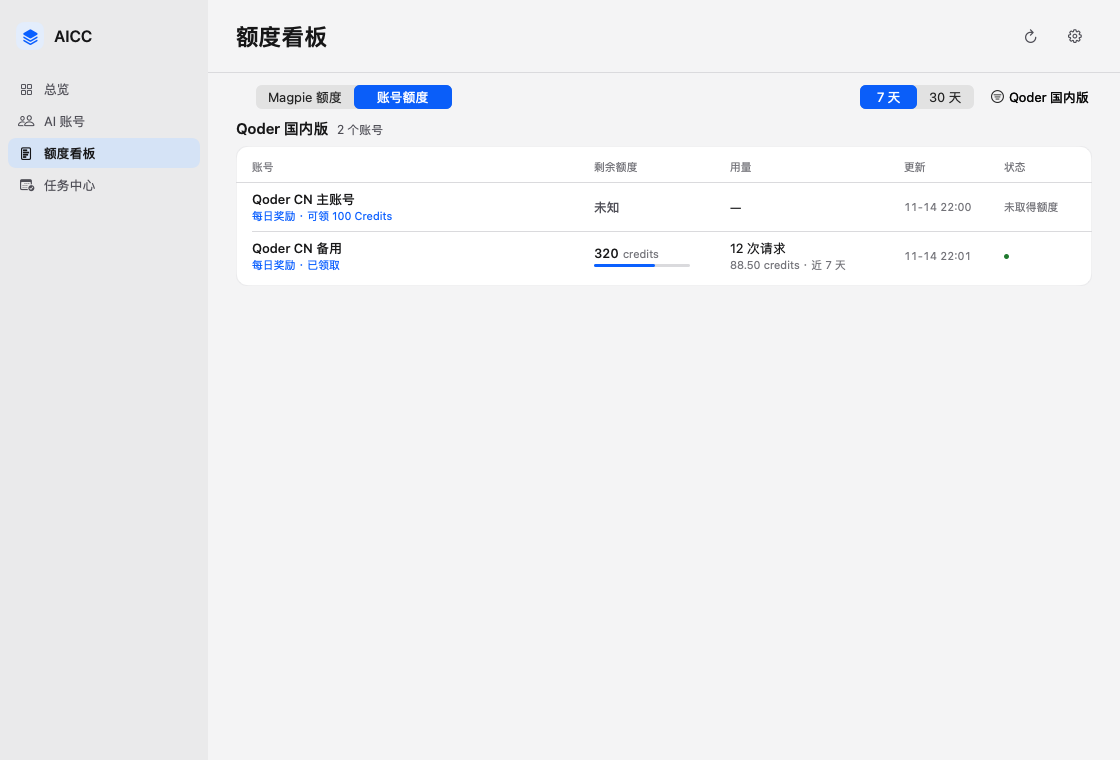 AICC
总览
AI 账号
额度看板
任务中心
额度看板
Magpie 额度 账号额度 7 天 30 天 Qoder 国内版
Qoder 国内版 2 个账号
账号 剩余额度 用量 更新 状态
Qoder CN 主账号
每日奖励 · 可领 100 Credits
未知 — 11-14 22:00 未取得额度
Qoder CN 备用
每日奖励 · 已领取
320 credits
12 次请求
88.50 credits · 近 7 天
11-14 22:01